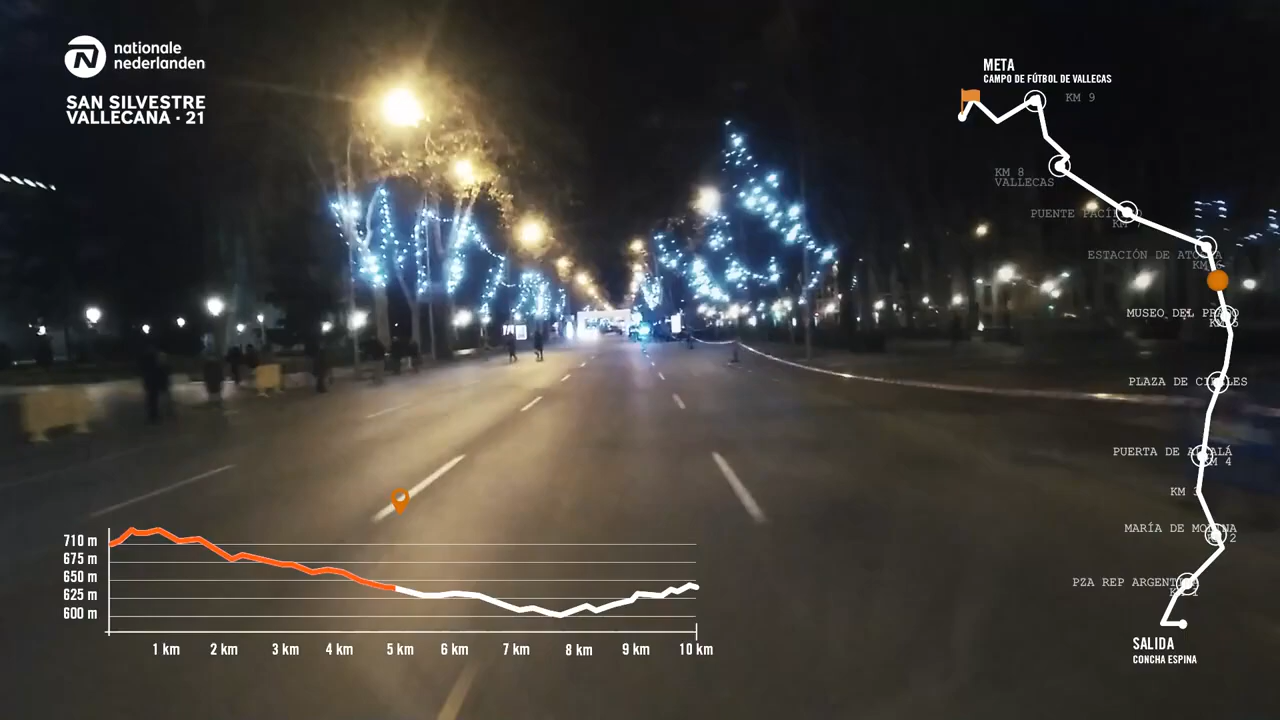 nationale
nederlanden
SAN SILVESTRE
VALLECANA · 21
META
CAMPO DE FÚTBOL DE VALLECAS
KM 9
KM 8
VALLECAS
PUENTE
ESTACIÓN DE
MUSEO DEL
PLAZA DE
PUERTA DE
KM 4
KM
MARÍA DE
2
PZA REP
SALIDA
CONCHA ESPINA
710 m
675 m
650 m
625 m
600 m
1 km
2 km
3 km
4 km
5 km
6 km
7 km
8 km
9 km
10 km